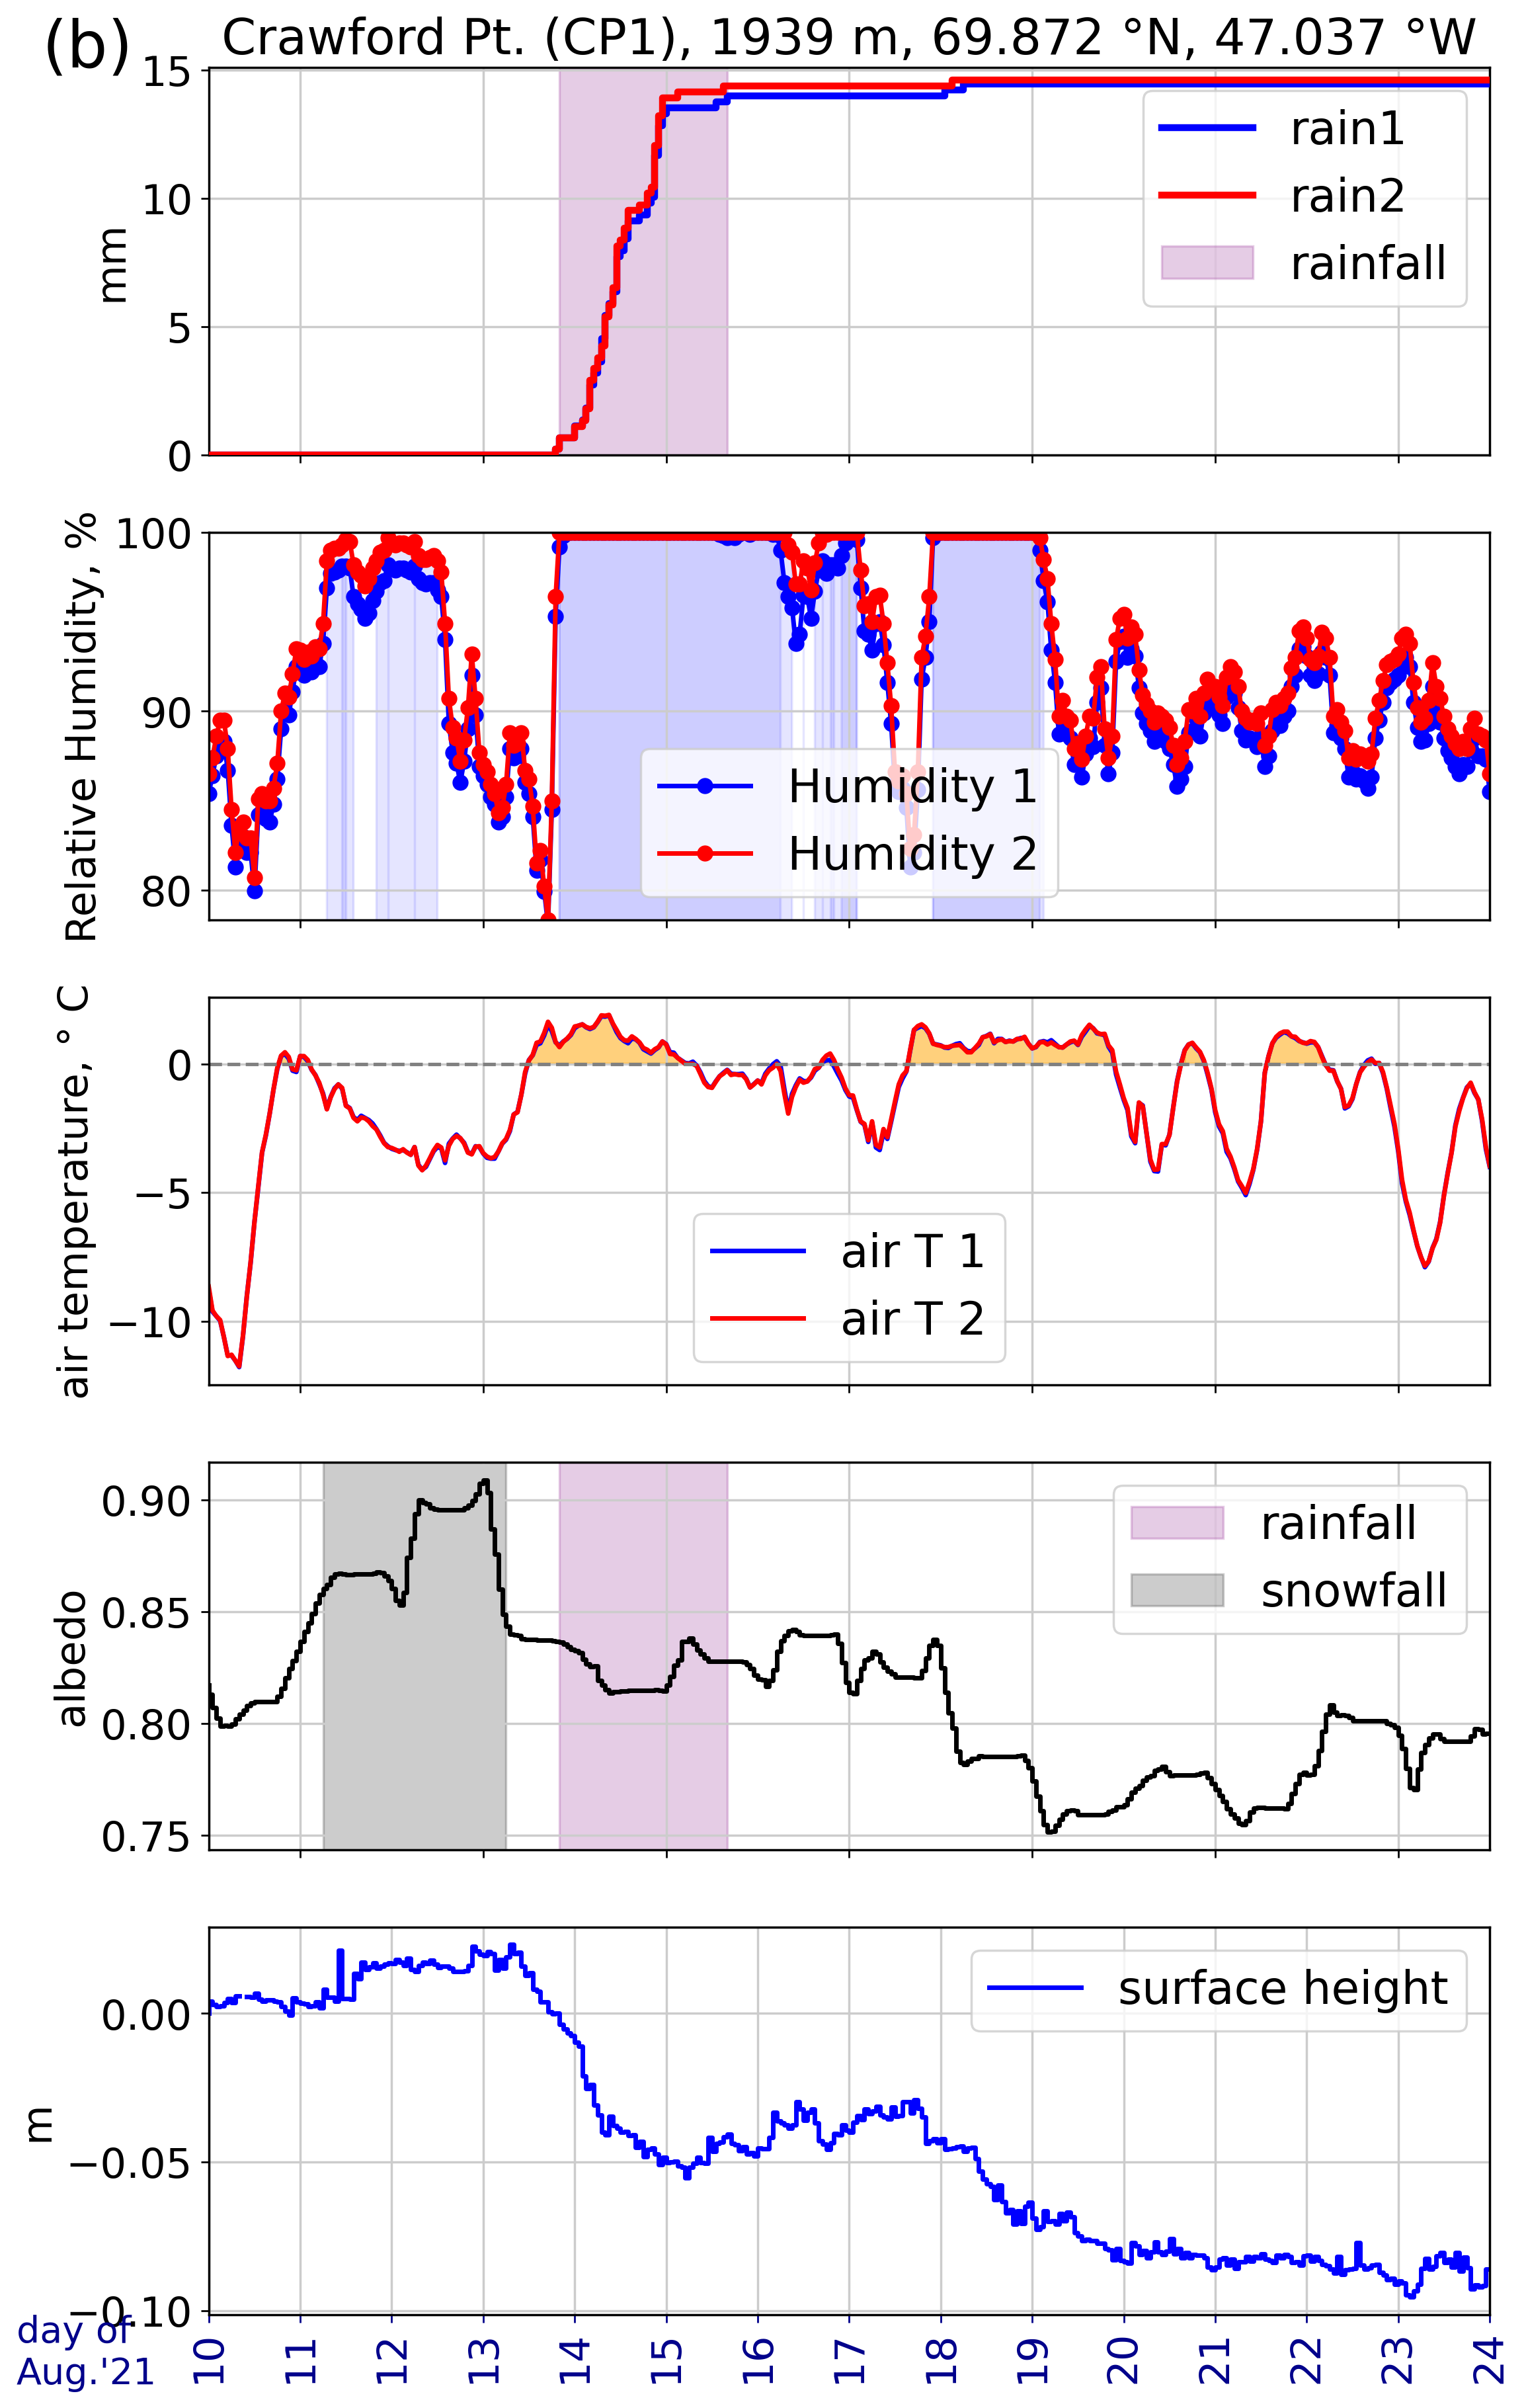 (b) Crawford Pt. (CP1), 1939 m, 69.872 °N, 47.037 °W
15
10
5
0
mm
rain1
rain2
rainfall
100
90
80
Relative Humidity, %
Humidity 1
Humidity 2
0
−5
−10
air temperature, ° C
air T 1
air T 2
0.90
0.85
0.80
0.75
albedo
rainfall
snowfall
0.00
−0.05
−0.10
m
surface height
day of
Aug.'21
10 11 12 13 14 15 16 17 18 19 20 21 22 23 24